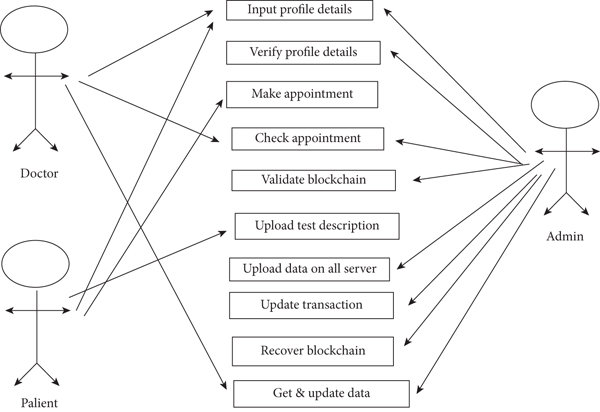 Input profile details
Verify profile details
Make appointment
Check appointment
Validate blockchain
Upload test description
Upload data on all server
Update transaction
Recover blockchain
Get & update data
Doctor
Palient
Admin